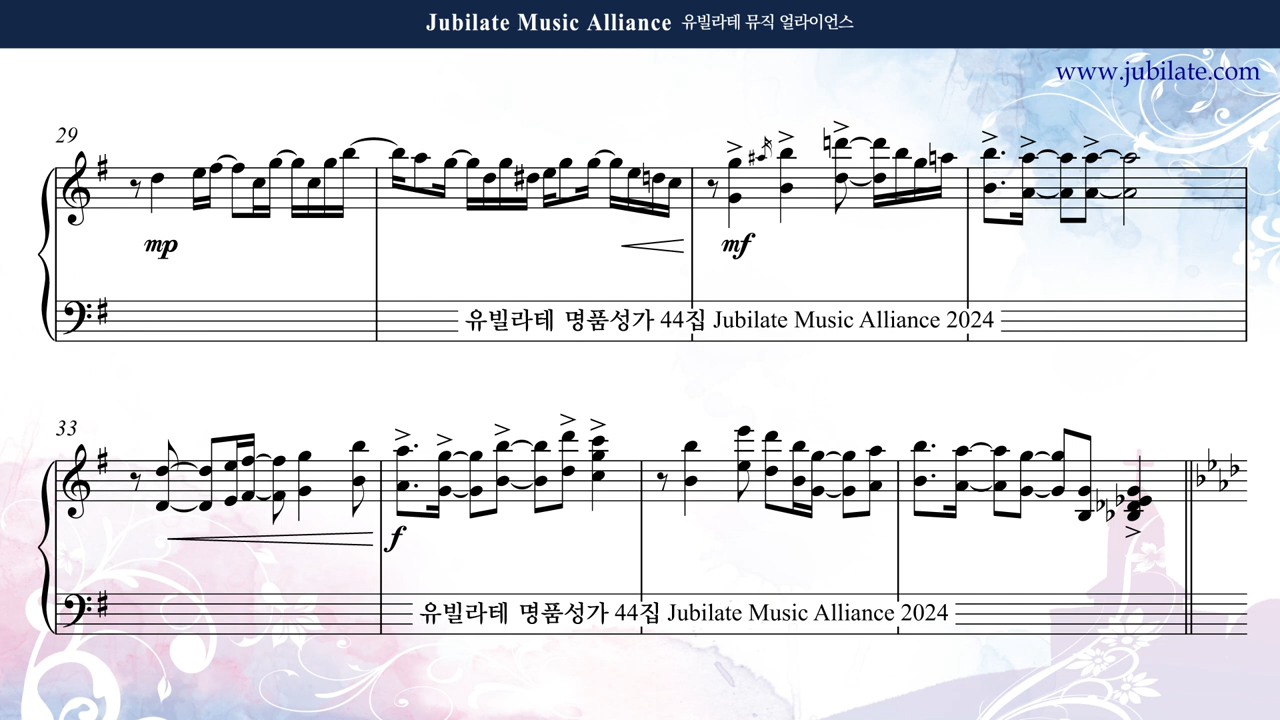 Jubilate Music Alliance 유빌라테 뮤직 얼라이언스
www.jubilate.com
29
mp
mf
유빌라테 명품성가 44집 Jubilate Music Alliance 2024
33
f
유빌라테 명품성가 44집 Jubilate Music Alliance 2024